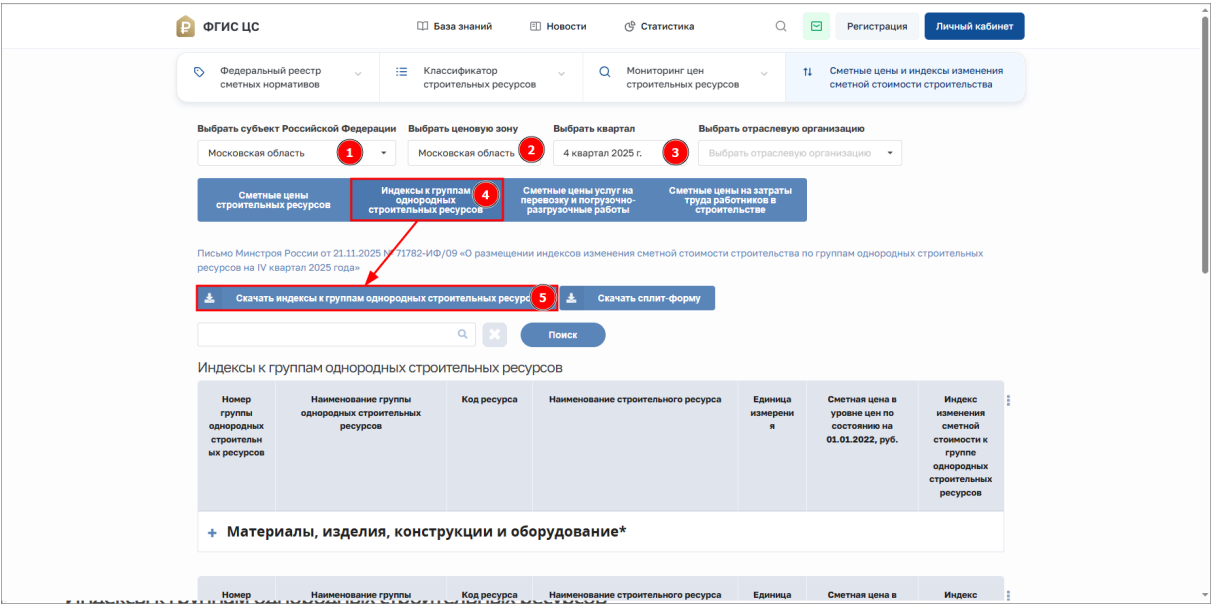 ФГИС ЦС
База знаний
Новости
Статистика
Регистрация
Личный кабинет
Федеральный реестр
сметных нормативов
Классификатор
строительных ресурсов
Мониторинг цен
строительных ресурсов
Сметные цены и индексы изменения
сметной стоимости строительства
Выбрать субъект Российской Федерации
Выбрать ценовую зону
Выбрать квартал
Выбрать отраслевую организацию
Московская область
1
Московская область
2
4 квартал 2025 г.
3
Выбрать отраслевую организацию
Сметные цены
строительных ресурсов
Индексы к группам
однородных
строительных ресурсов
4
Сметные цены услуг на
перевозку и погрузочно-
разгрузочные работы
Сметные цены на затраты
труда работников в
строительстве
Письмо Минстроя России от 21.11.2025 № 71782-ИФ/09 «О размещении индексов изменения сметной стоимости строительства по группам однородных строительных
ресурсов на IV квартал 2025 года»
Скачать индексы к группам однородных строительных ресурс
5
Скачать сплит-форму
Поиск
Индексы к группам однородных строительных ресурсов
Номер
группы
однородных
строительн
ых ресурсов
Наименование группы
однородных строительных
ресурсов
Код ресурса
Наименование строительного ресурса
Единица
измерени
я
Сметная цена в
уровне цен по
состоянию на
01.01.2022, руб.
Индекс
изменения
сметной
стоимости к
группе
однородных
строительных
ресурсов
+ Материалы, изделия, конструкции и оборудование*
Номер
Наименование группы
Код ресурса
Наименование строительного ресурса
Единица
Сметная цена в
Индекс